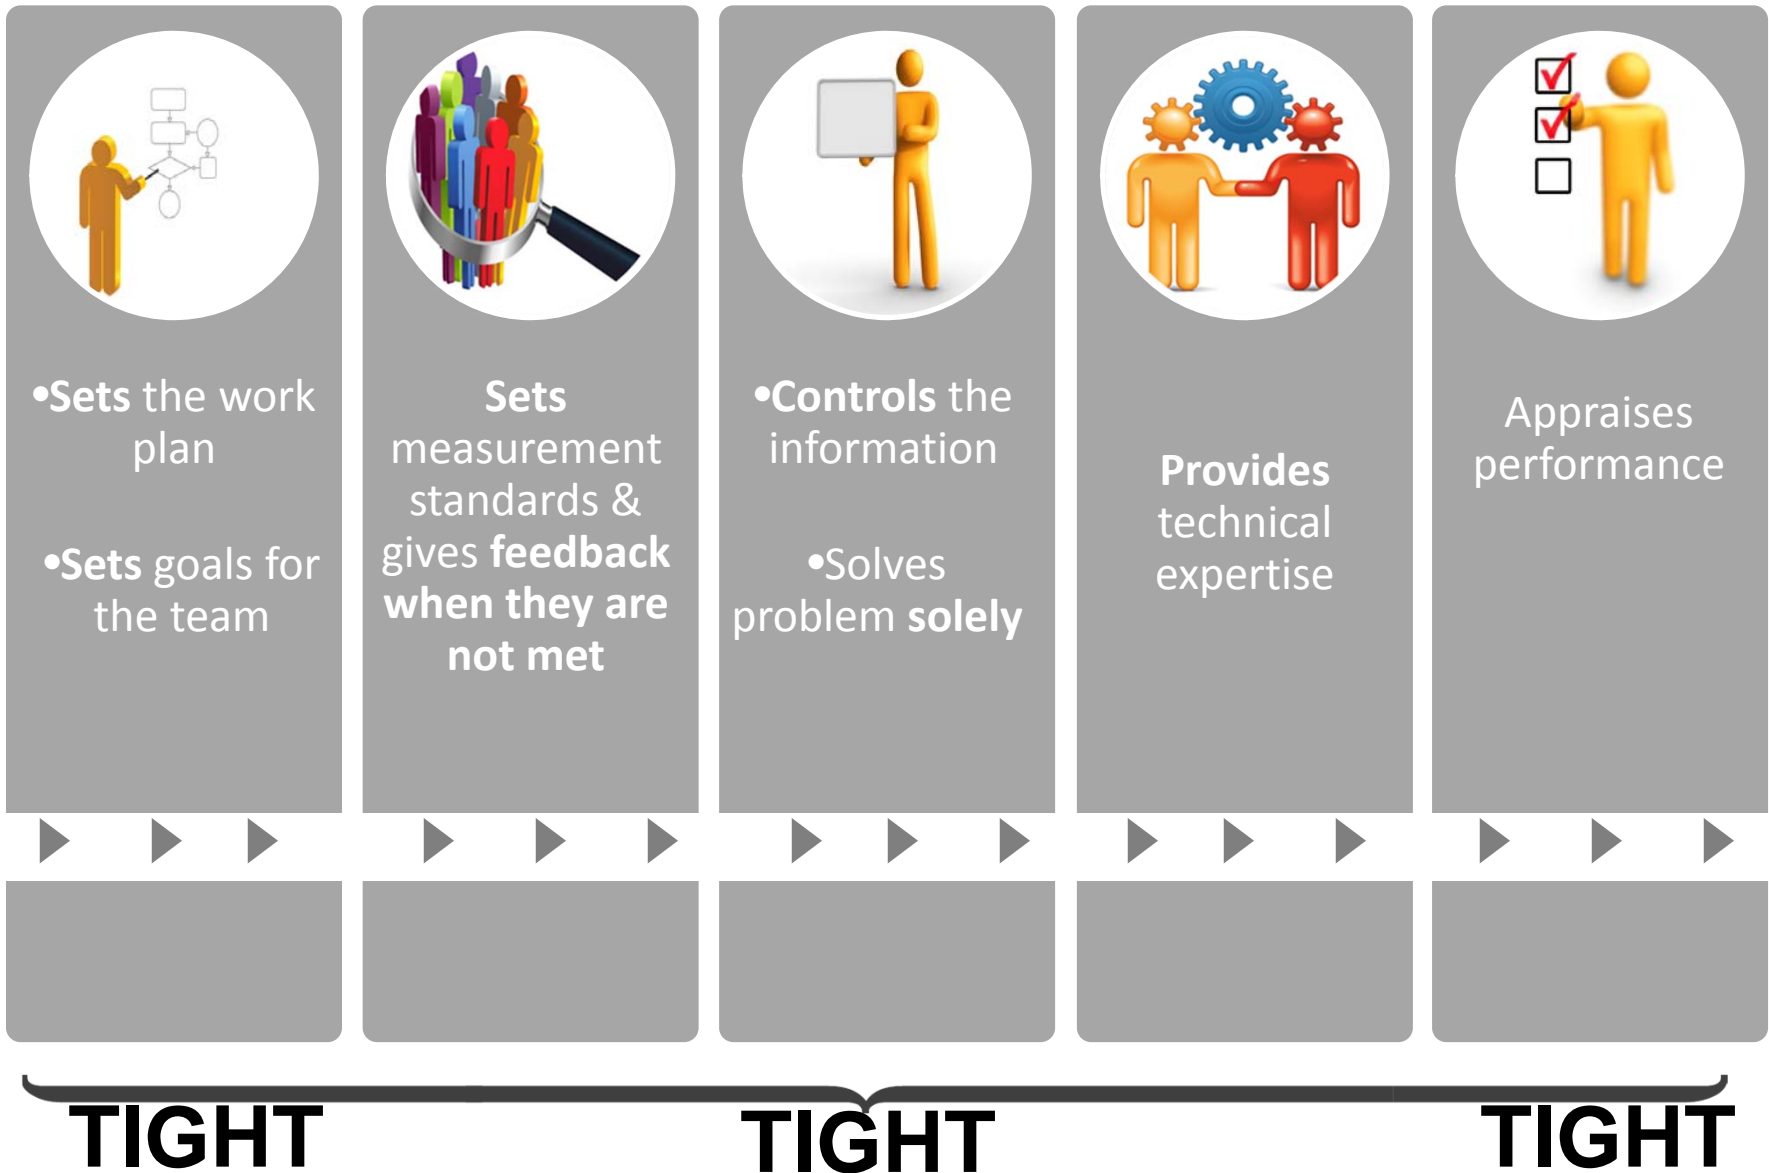 •Sets the work
plan
•Sets goals for
the team
Sets
measurement
standards &
gives feedback
when they are
not met
•Controls the
information
•Solves
problem solely
Provides
technical
expertise
Appraises
performance
TIGHT
TIGHT
TIGHT